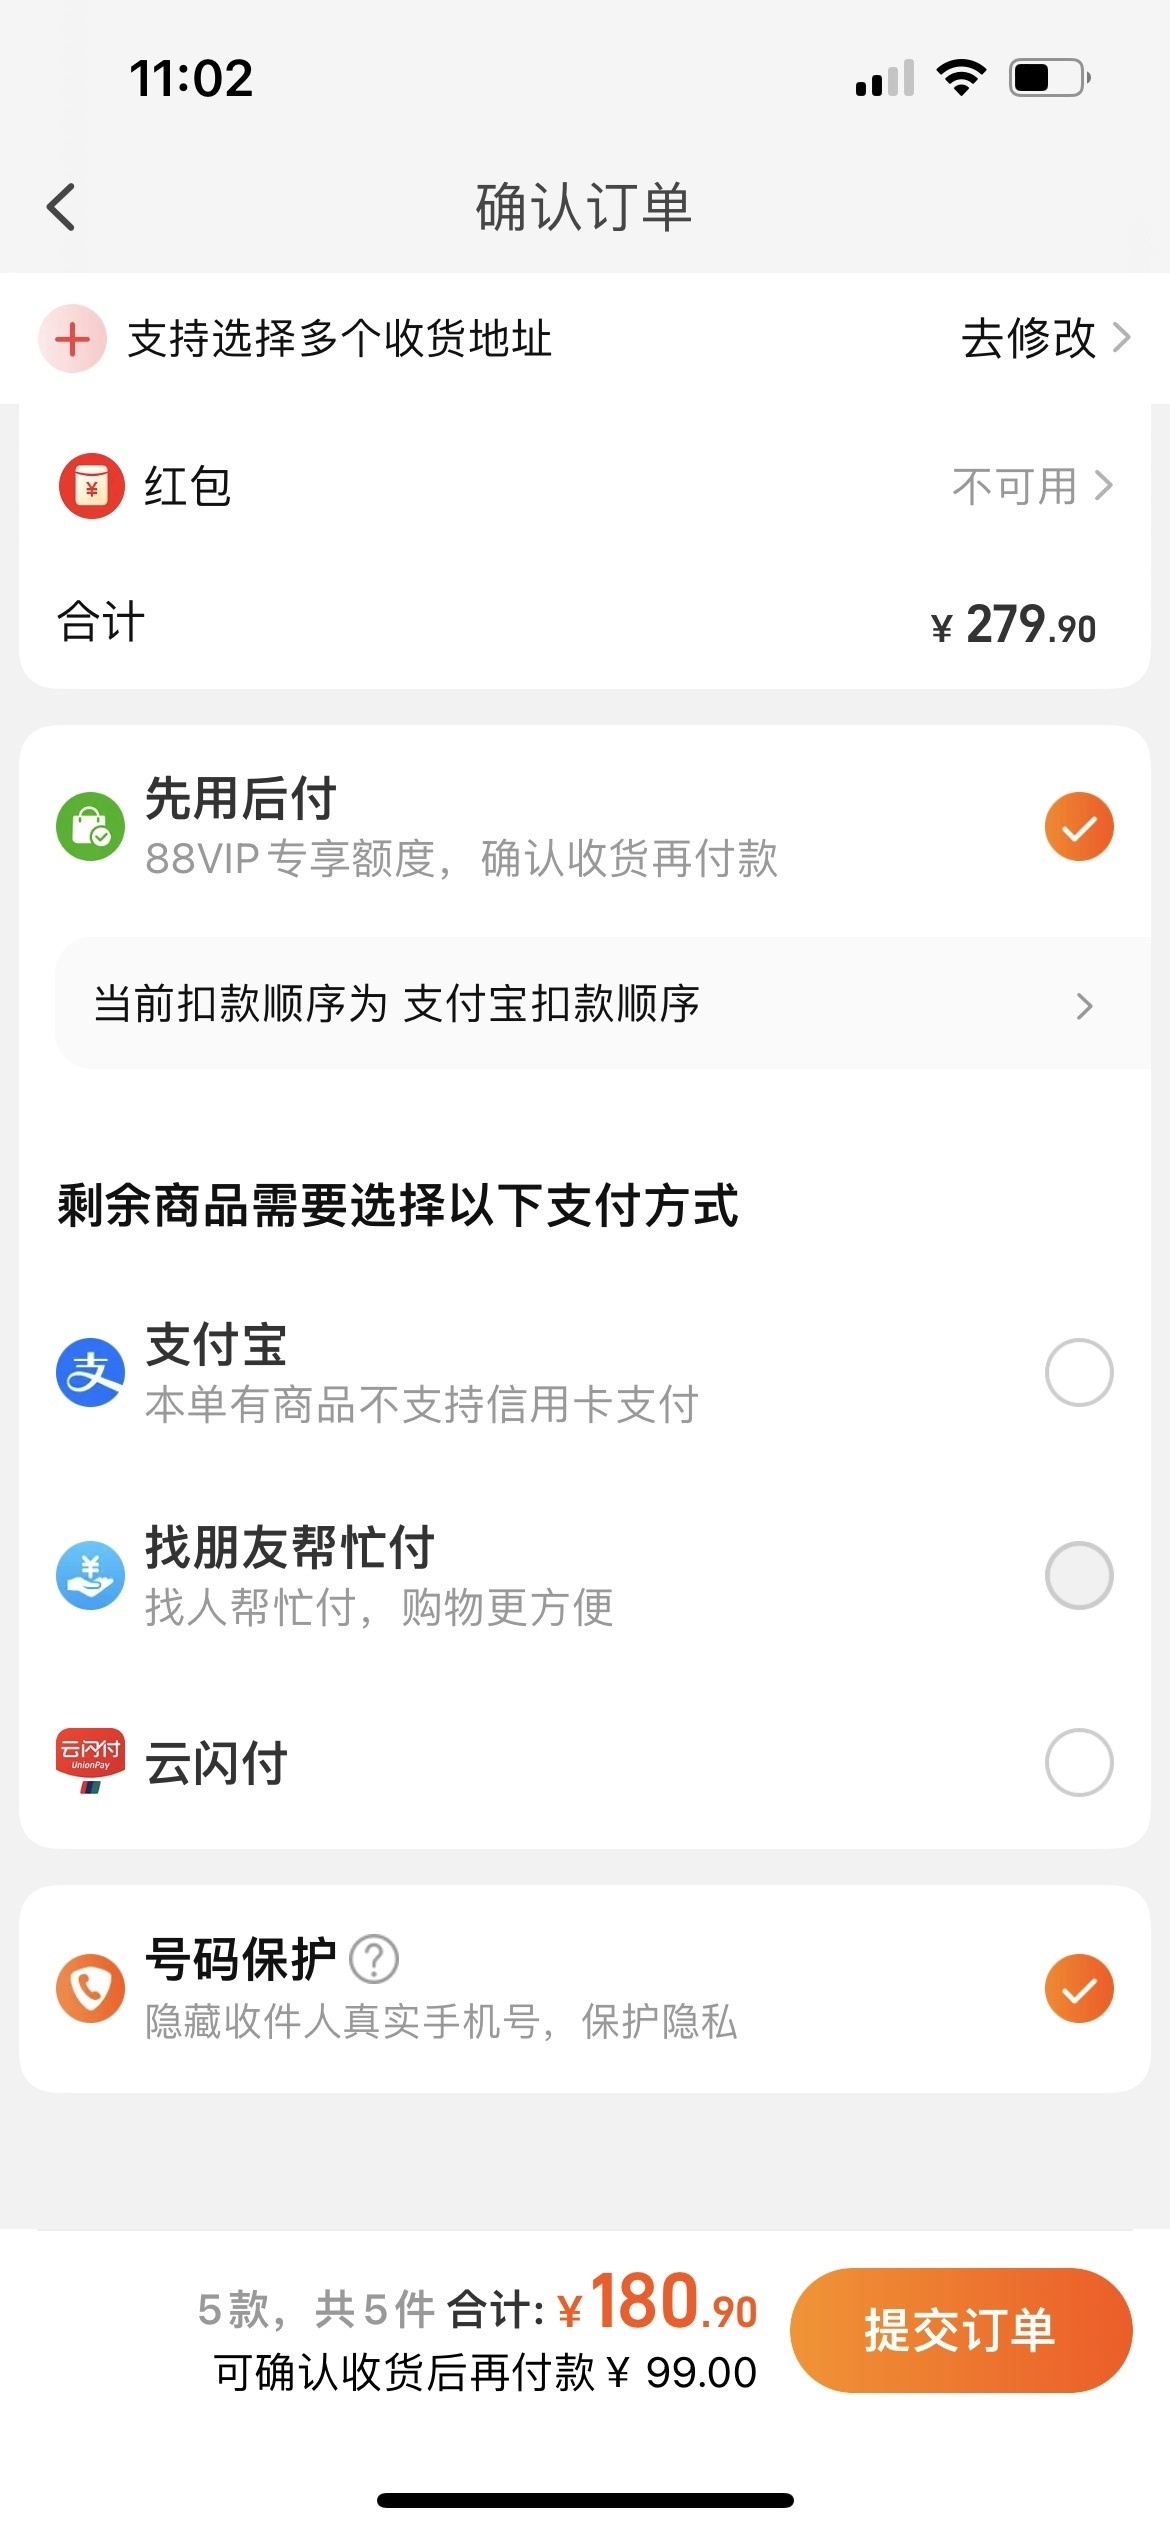 11:02
确认订单
支持选择多个收货地址 去修改
红包 不可用
合计 ¥ 279.90
先用后付
88VIP专享额度，确认收货再付款
当前扣款顺序为 支付宝扣款顺序
剩余商品需要选择以下支付方式
支付宝
本单有商品不支持信用卡支付
找朋友帮忙付
找人帮忙付，购物更方便
云闪付
UnionPay
云闪付
号码保护
隐藏收件人真实手机号，保护隐私
5款，共5件 合计: ¥180.90
可确认收货后再付款 ¥ 99.00
提交订单